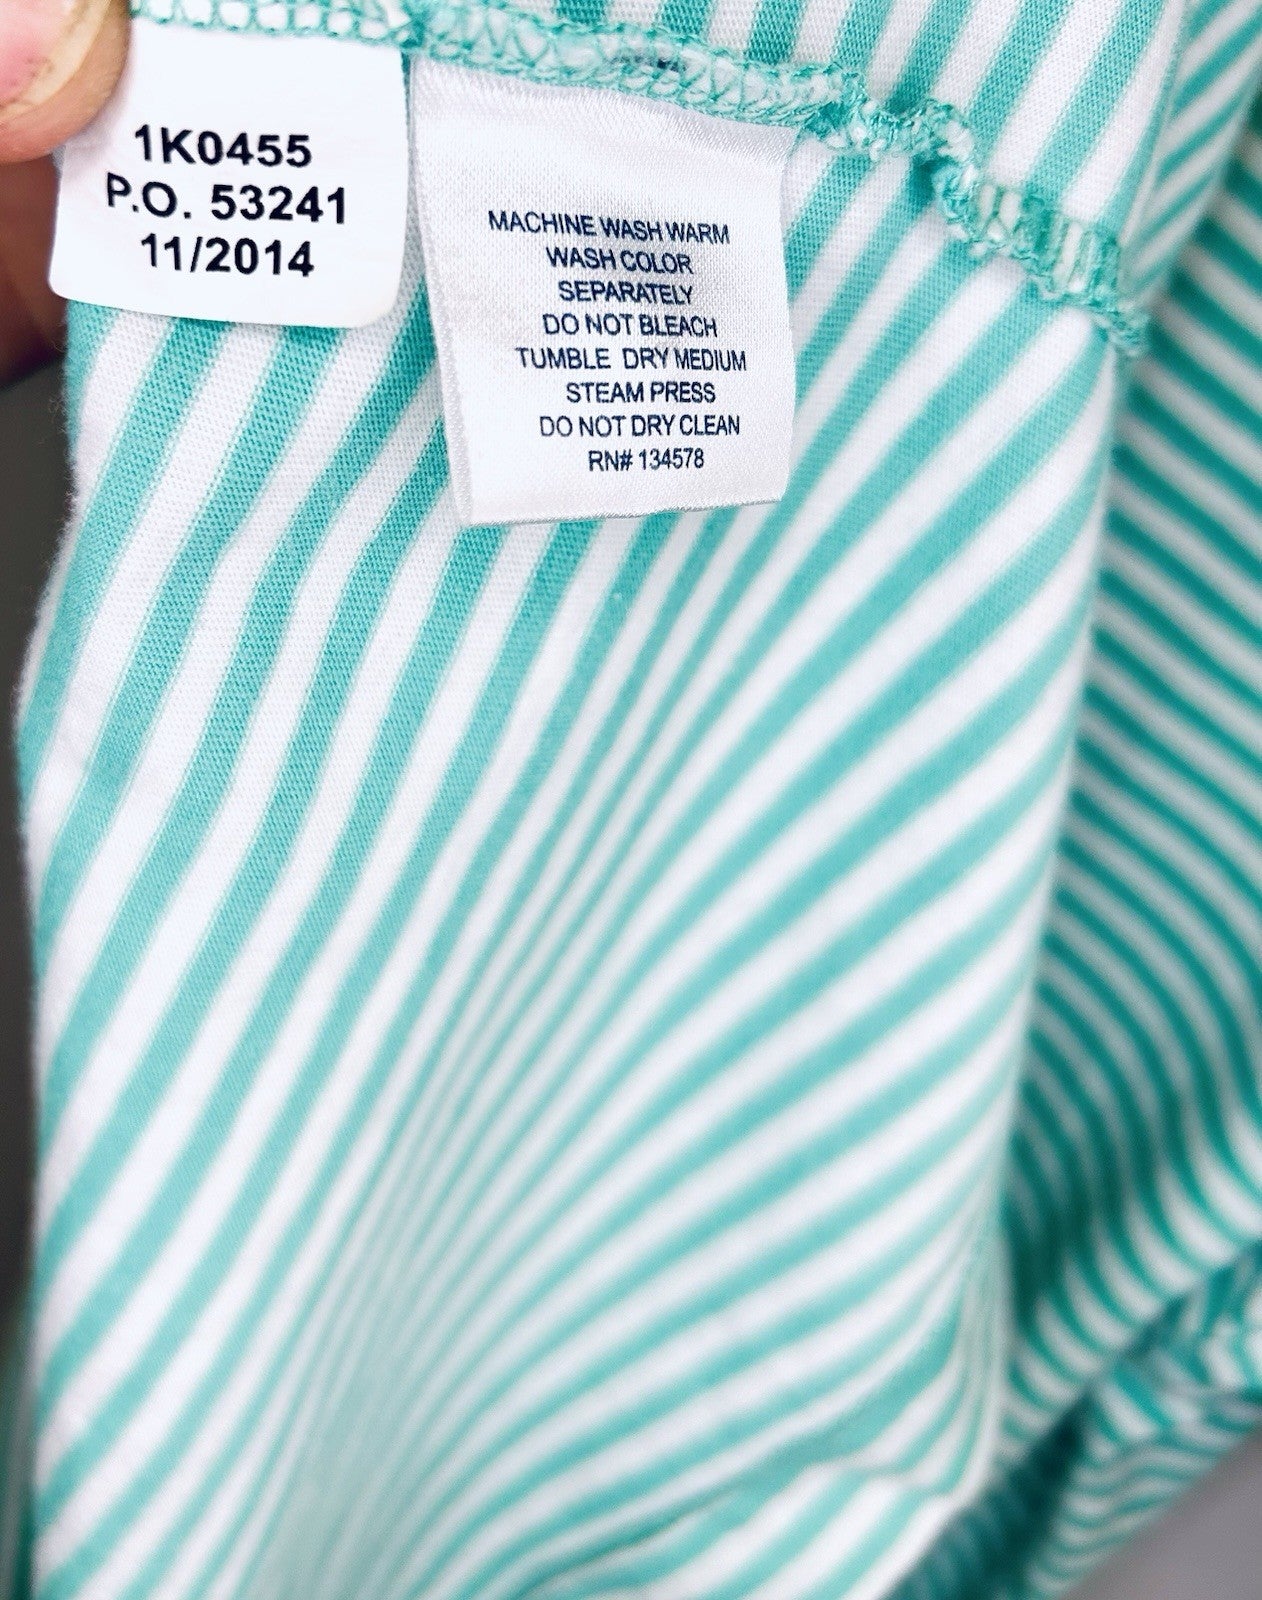 1K0455
P.O. 53241
11/2014
MACHINE WASH WARM
WASH COLOR
SEPARATELY
DO NOT BLEACH
TUMBLE DRY MEDIUM
STEAM PRESS
DO NOT DRY CLEAN
RN# 134578